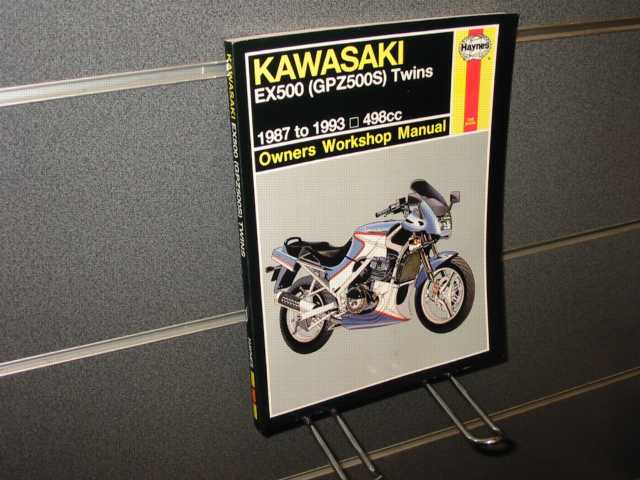 KAWASAKI
EX500 (GPZ500S) Twins
1987 to 1993 □ 498cc
Owners Workshop Manual
Haynes
KAWASAKI EX500 (GPZ500S) TWINS